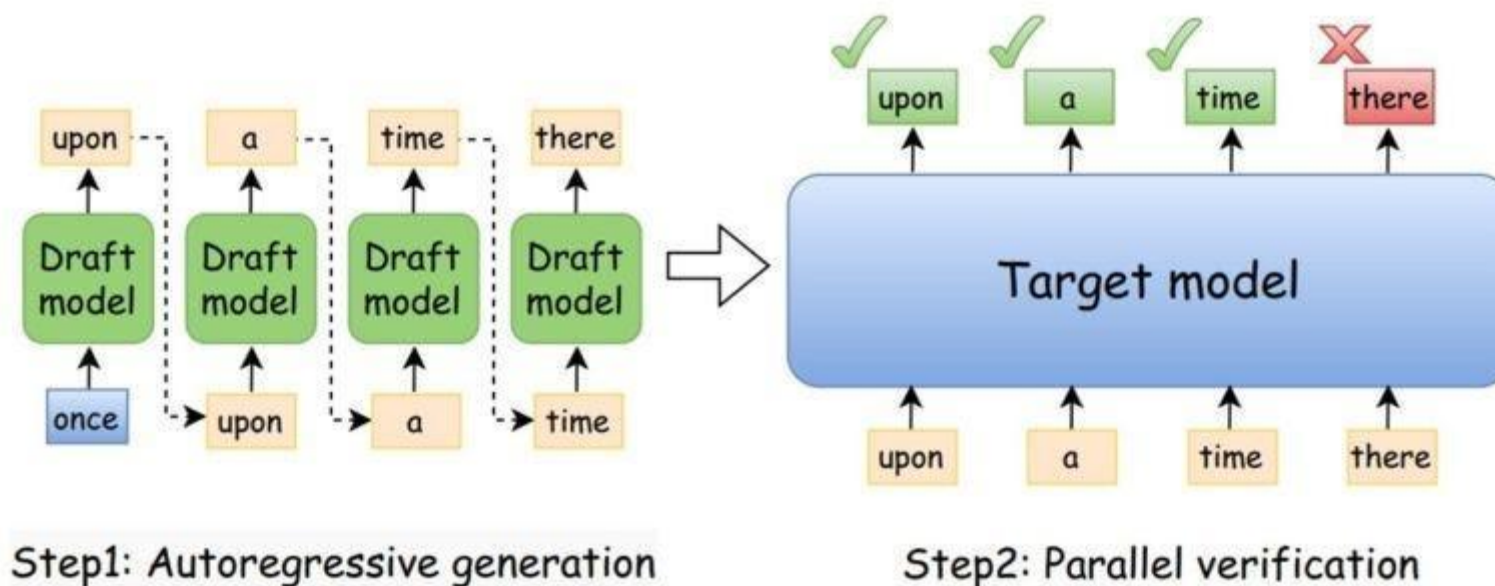 upon
a
time
there
Draft model
Draft model
Draft model
Draft model
once
upon
a
time
Step1: Autoregressive generation
upon
a
time
there
Target model
upon
a
time
there
Step2: Parallel verification